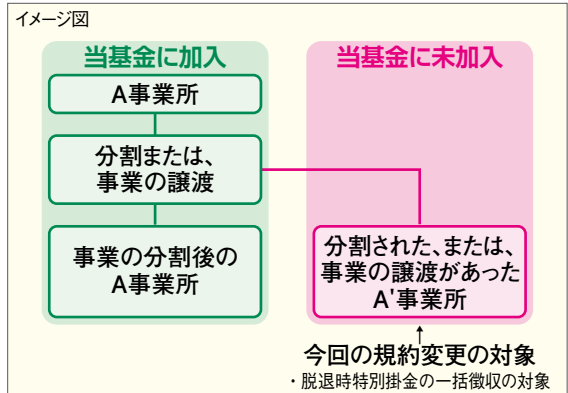 イメージ図
当基金に加入
当基金に未加入
A事業所
分割または、
事業の譲渡
事業の分割後の
A事業所
分割された、または、
事業の譲渡があった
A'事業所
今回の規約変更の対象
・脱退時特別掛金の一括徴収の対象